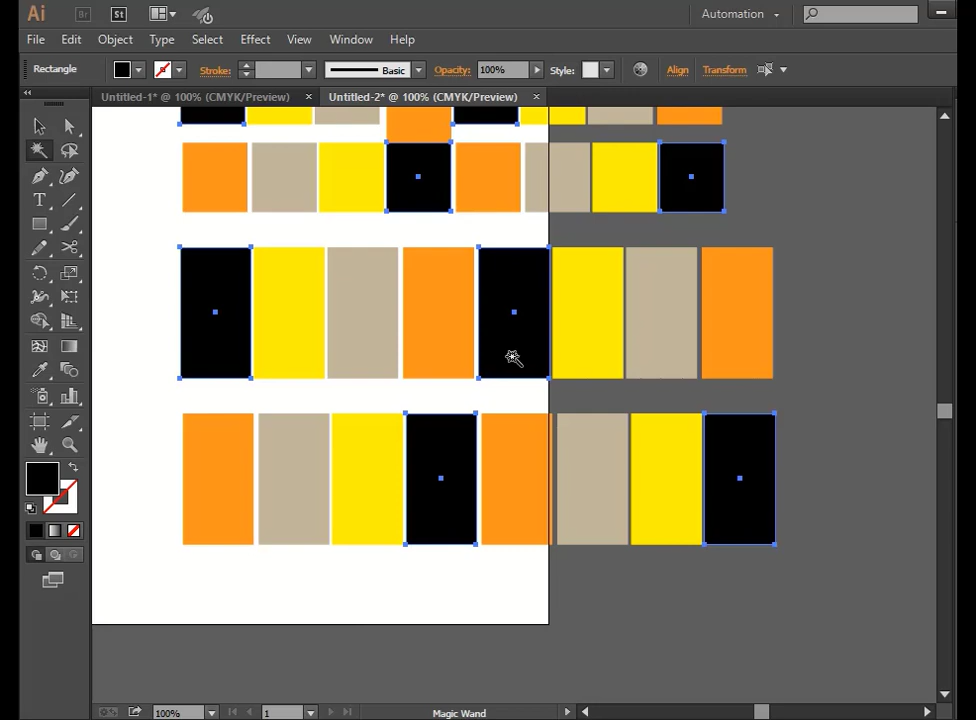 Ai Br St Automation
File Edit Object Type Select Effect View Window Help
Rectangle Stroke: Basic Opacity: 100% Style: Align Transform
Untitled-1* @ 100% (CMYK/Preview) × Untitled-2* @ 100% (CMYK/Preview) ×
T
100% 1 Magic Wand